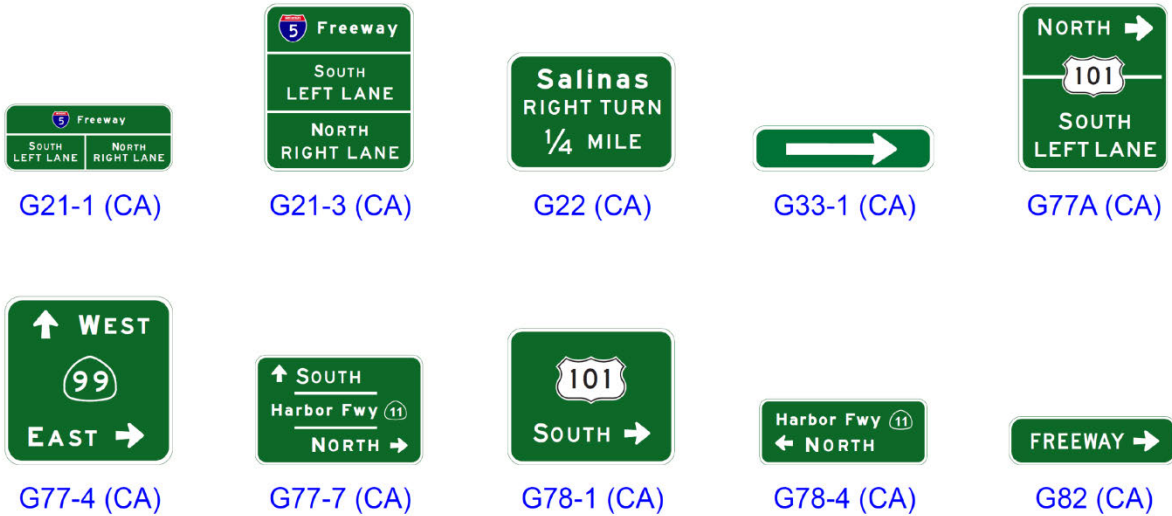 5 Freeway
SOUTH LEFT LANE
NORTH RIGHT LANE
G21-1 (CA)
5 Freeway
SOUTH
LEFT LANE
NORTH
RIGHT LANE
G21-3 (CA)
Salinas
RIGHT TURN
1/4 MILE
G22 (CA)
G33-1 (CA)
NORTH
101
SOUTH
LEFT LANE
G77A (CA)
WEST
99
EAST
G77-4 (CA)
SOUTH
Harbor Fwy 11
NORTH
G77-7 (CA)
101
SOUTH
G78-1 (CA)
Harbor Fwy 11
NORTH
G78-4 (CA)
FREEWAY
G82 (CA)